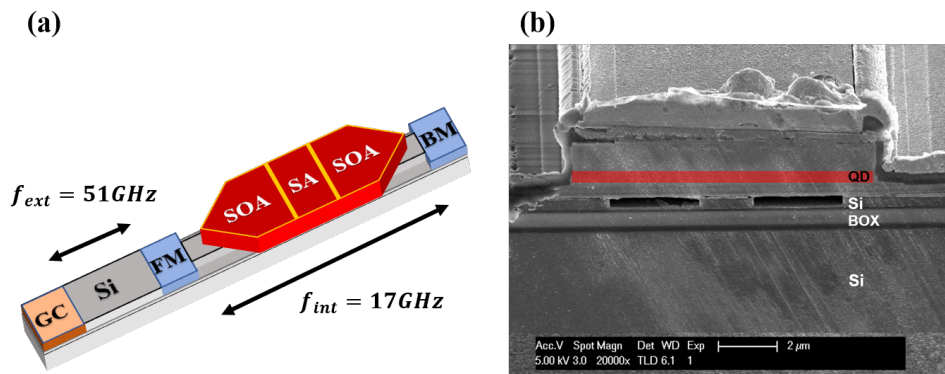 (a)
(b)
BM
SOA
SA
SOA
f_ext = 51GHz
FM
Si
GC
f_int = 17GHz
QD
Si
BOX
Si
Acc.V Spot Magn Det WD Exp
5.00 kV 3.0 20000x TLD 6.1 1
2 μm